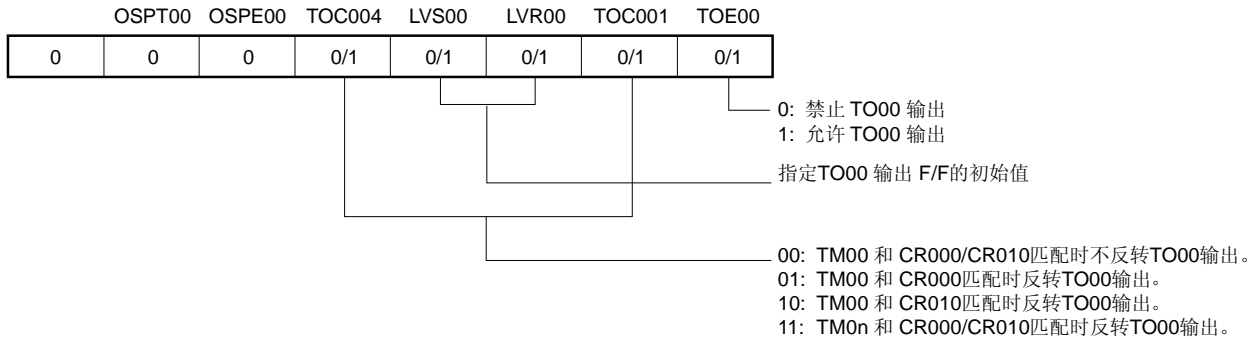 OSPT00 OSPE00 TOC004 LVS00 LVR00 TOC001 TOE00
0 0 0 0/1 0/1 0/1 0/1 0/1
0: 禁止 TO00 输出
1: 允许 TO00 输出
指定TO00 输出 F/F的初始值
00: TM00 和 CR000/CR010匹配时不反转TO00输出。
01: TM00 和 CR000匹配时反转TO00输出。
10: TM00 和 CR010匹配时反转TO00输出。
11: TM0n 和 CR000/CR010匹配时反转TO00输出。